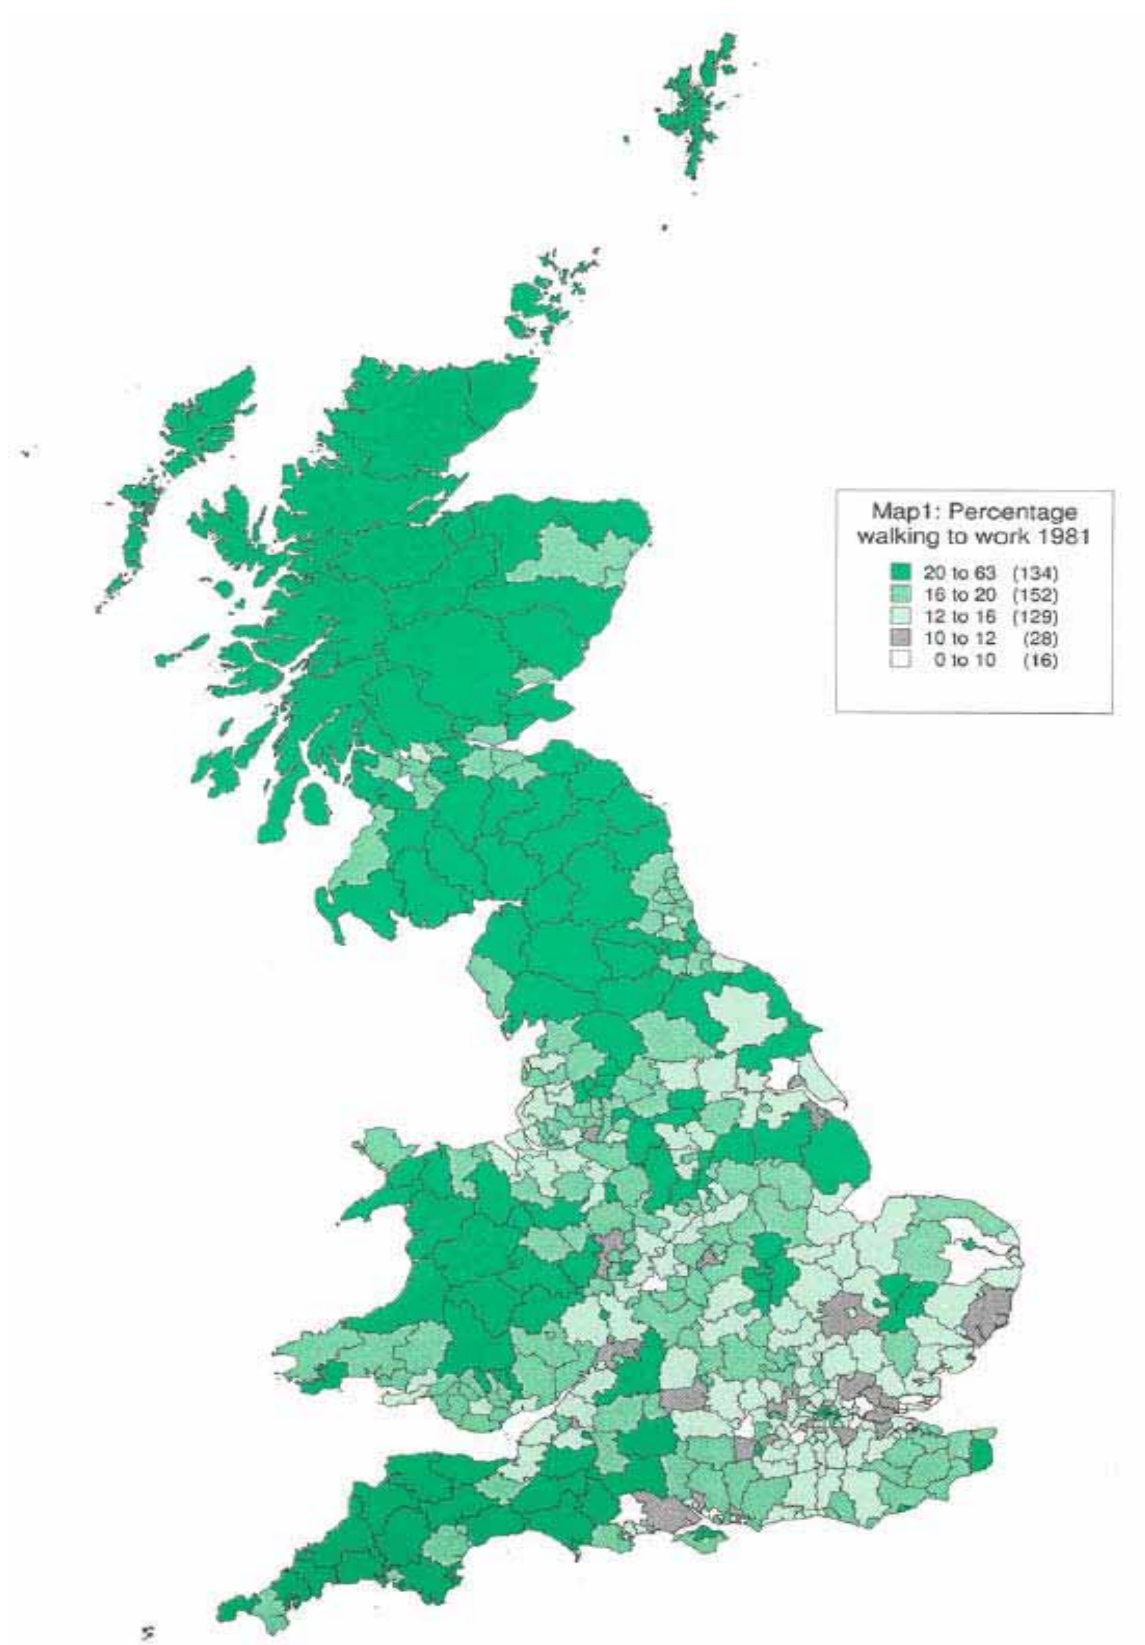 Map1: Percentage
walking to work 1981
20 to 63 (134)
16 to 20 (152)
12 to 16 (129)
10 to 12 (28)
0 to 10 (16)